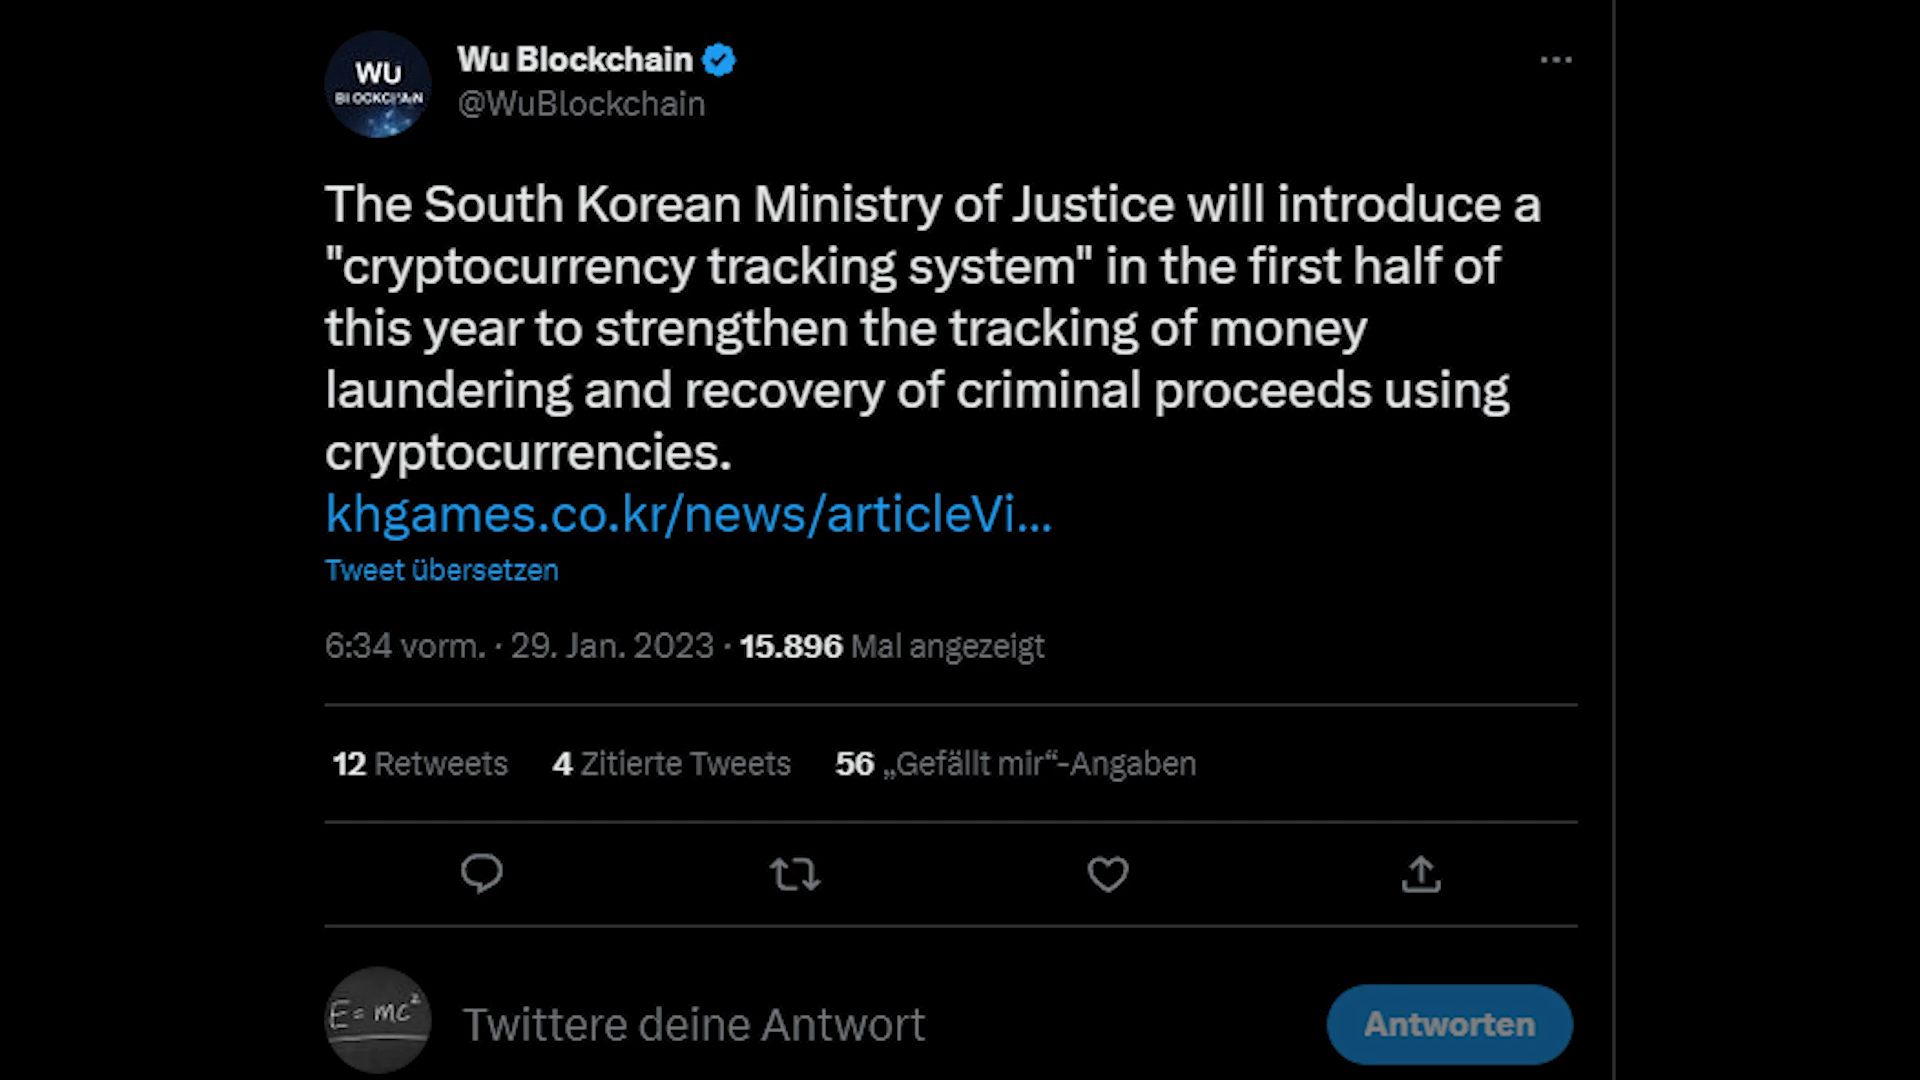 WU
BLOCKCHAIN
Wu Blockchain
@WuBlockchain
The South Korean Ministry of Justice will introduce a
"cryptocurrency tracking system" in the first half of
this year to strengthen the tracking of money
laundering and recovery of criminal proceeds using
cryptocurrencies.
khgames.co.kr/news/articleVi...
Tweet übersetzen
6:34 vorm. · 29. Jan. 2023 · 15.896 Mal angezeigt
12 Retweets 4 Zitierte Tweets 56 „Gefällt mir“-Angaben
E = mc²
Twittere deine Antwort
Antworten